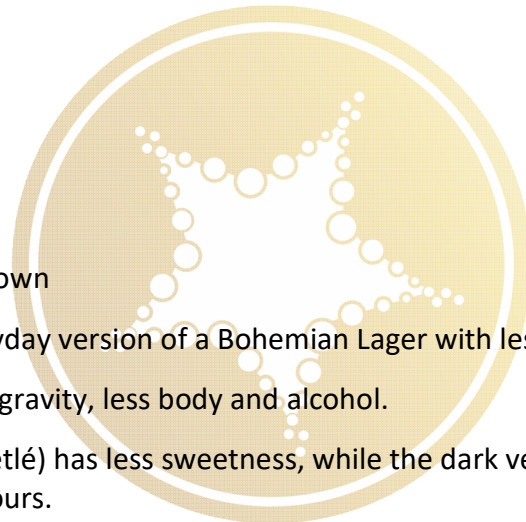 own
yday version of a Bohemian Lager with les
gravity, less body and alcohol.
etlé) has less sweetness, while the dark ve
ours.